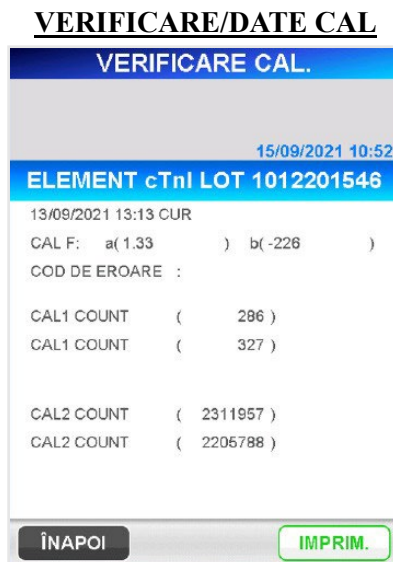 VERIFICARE/DATE CAL
VERIFICARE CAL.
15/09/2021 10:52
ELEMENT cTnI LOT 1012201546
13/09/2021 13:13 CUR
CAL F: a( 1.33 ) b( -226 )
COD DE EROARE :
CAL1 COUNT ( 286 )
CAL1 COUNT ( 327 )
CAL2 COUNT ( 2311957 )
CAL2 COUNT ( 2205788 )
ÎNAPOI IMPRIM.